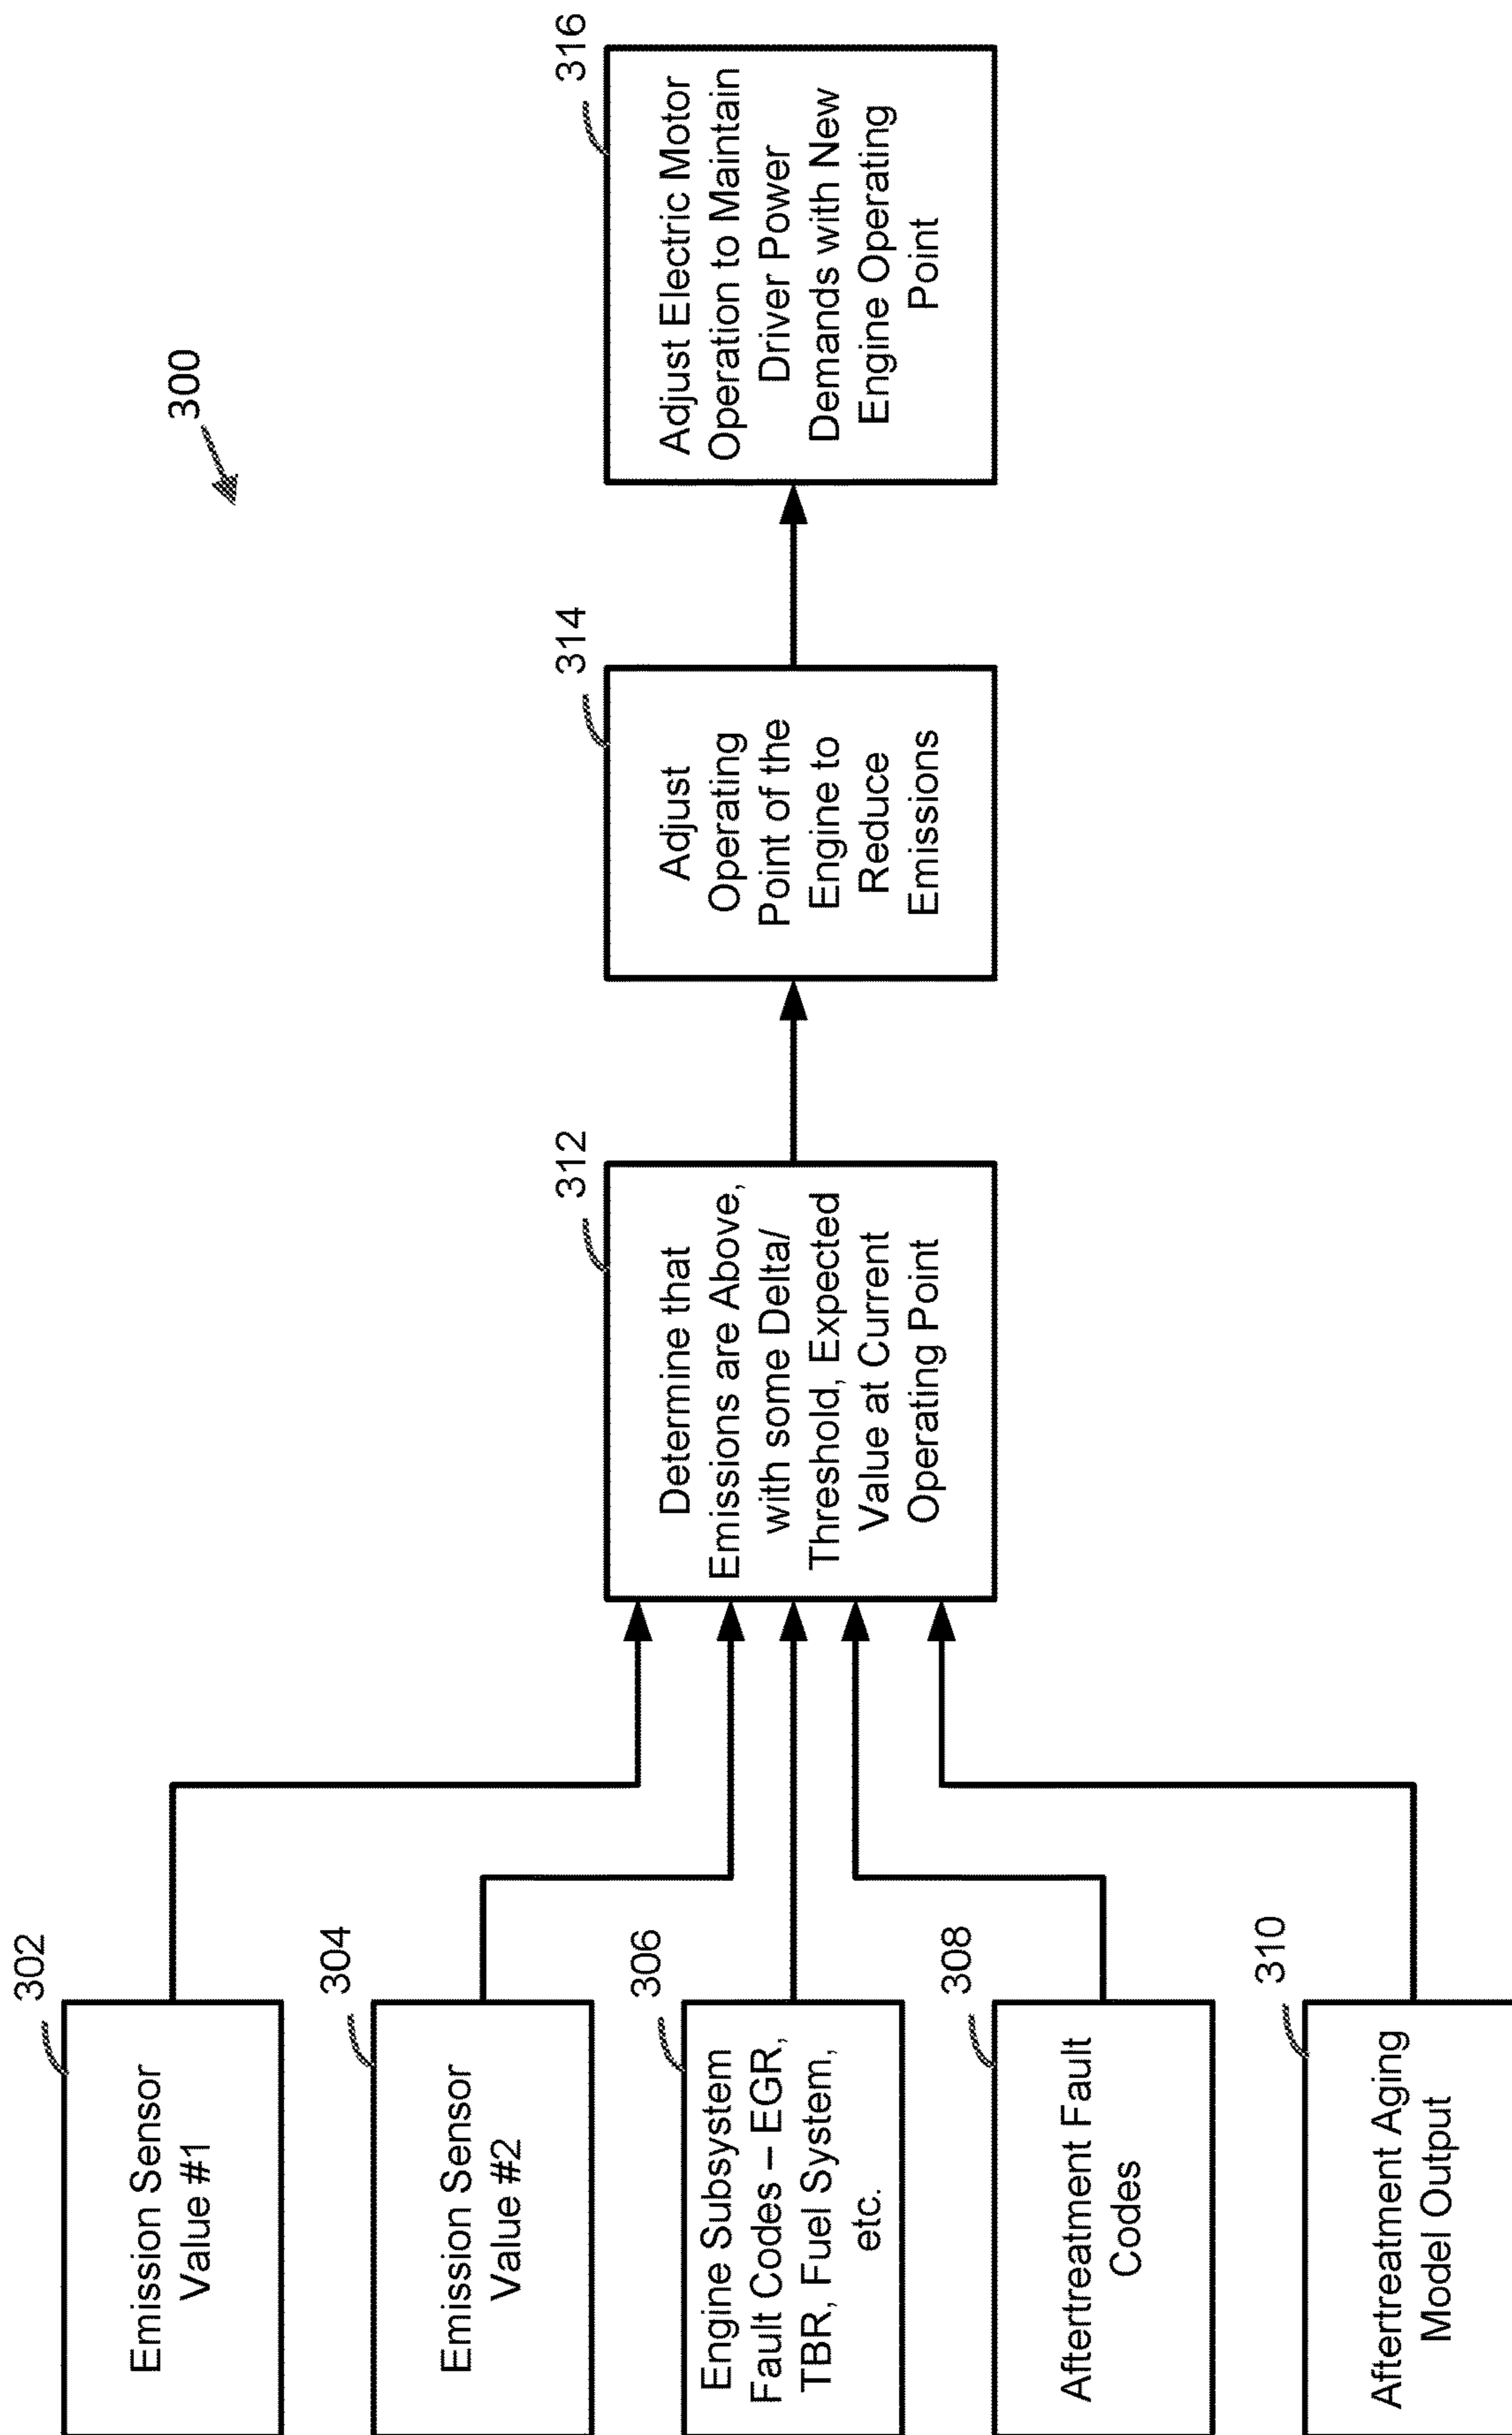 300
302
Emission Sensor
Value #1
304
Emission Sensor
Value #2
306
Engine Subsystem
Fault Codes – EGR,
TBR, Fuel System,
etc.
308
Aftertreatment Fault
Codes
310
Aftertreatment Aging
Model Output
312
Determine that
Emissions are Above,
with some Delta/
Threshold, Expected
Value at Current
Operating Point
314
Adjust
Operating
Point of the
Engine to
Reduce
Emissions
316
Adjust Electric Motor
Operation to Maintain
Driver Power
Demands with New
Engine Operating
Point